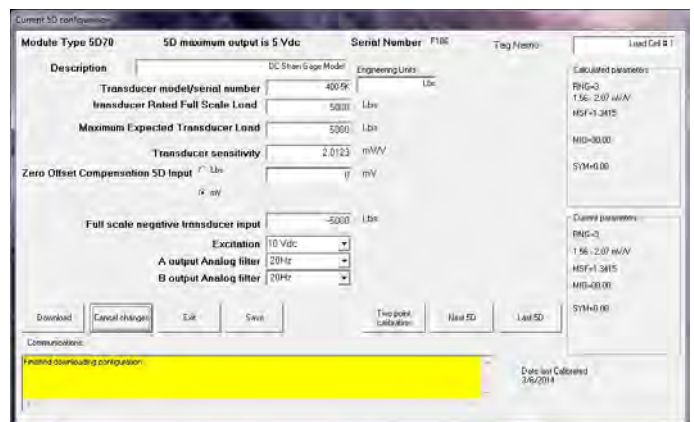 Current 5D configuration
Module Type 5D70 5D maximum output is 5 Vdc Serial Number F106 Tag Name Load Cell # 1
Description DC Strain Gage Model Engineering Units
Lbs
Transducer model/serial number 400 5K
transducer Rated Full Scale Load 5000 Lbs
Maximum Expected Transducer Load 5000 Lbs
Transducer sensitivity 2.0123 mV/V
Zero Offset Compensation 5D Input Lbs 0 mV
mV
Full scale negative transducer input -5000 Lbs
Excitation 10 Vdc
A output Analog filter 20Hz
B output Analog filter 20Hz
Calculated parameters
RNG=3
1.56 - 2.07 mV/V
MSF=1.3415
MIO=00.00
SYM=0.00
Current parameters
RNG=3
1.56 - 2.07 mV/V
MSF=1.3415
MIO=00.00
SYM=0.00
Download Cancel changes Exit Save Two point calibration Next 5D Last 5D
Communications:
Finished downloading configuration
Date last Calibrated
3/6/2014